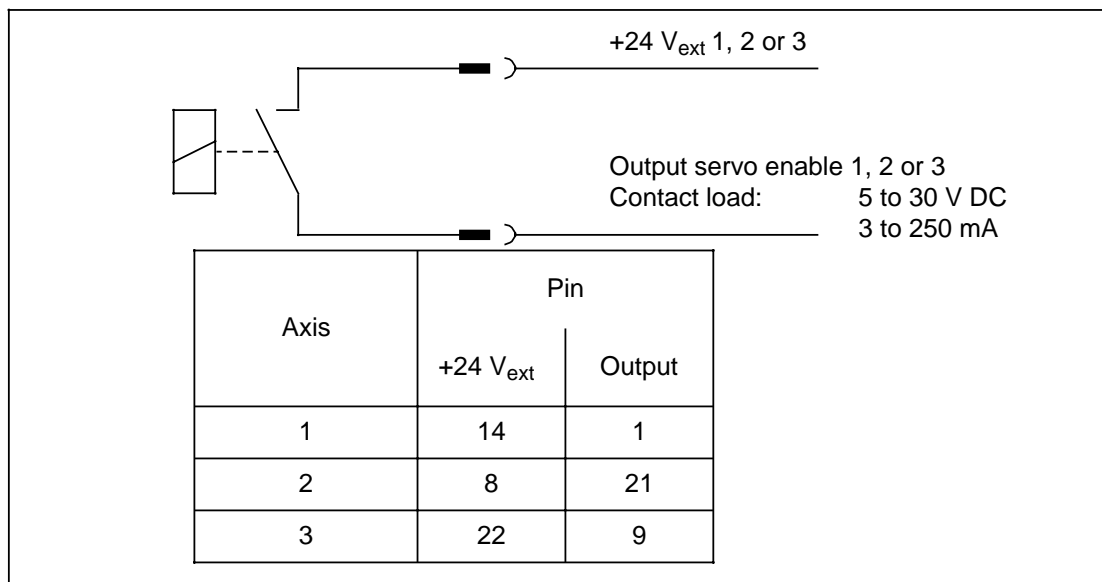 +24 Vext 1, 2 or 3
Output servo enable 1, 2 or 3
Contact load: 5 to 30 V DC
3 to 250 mA
Axis
Pin
+24 Vext
Output
1 14 1
2 8 21
3 22 9